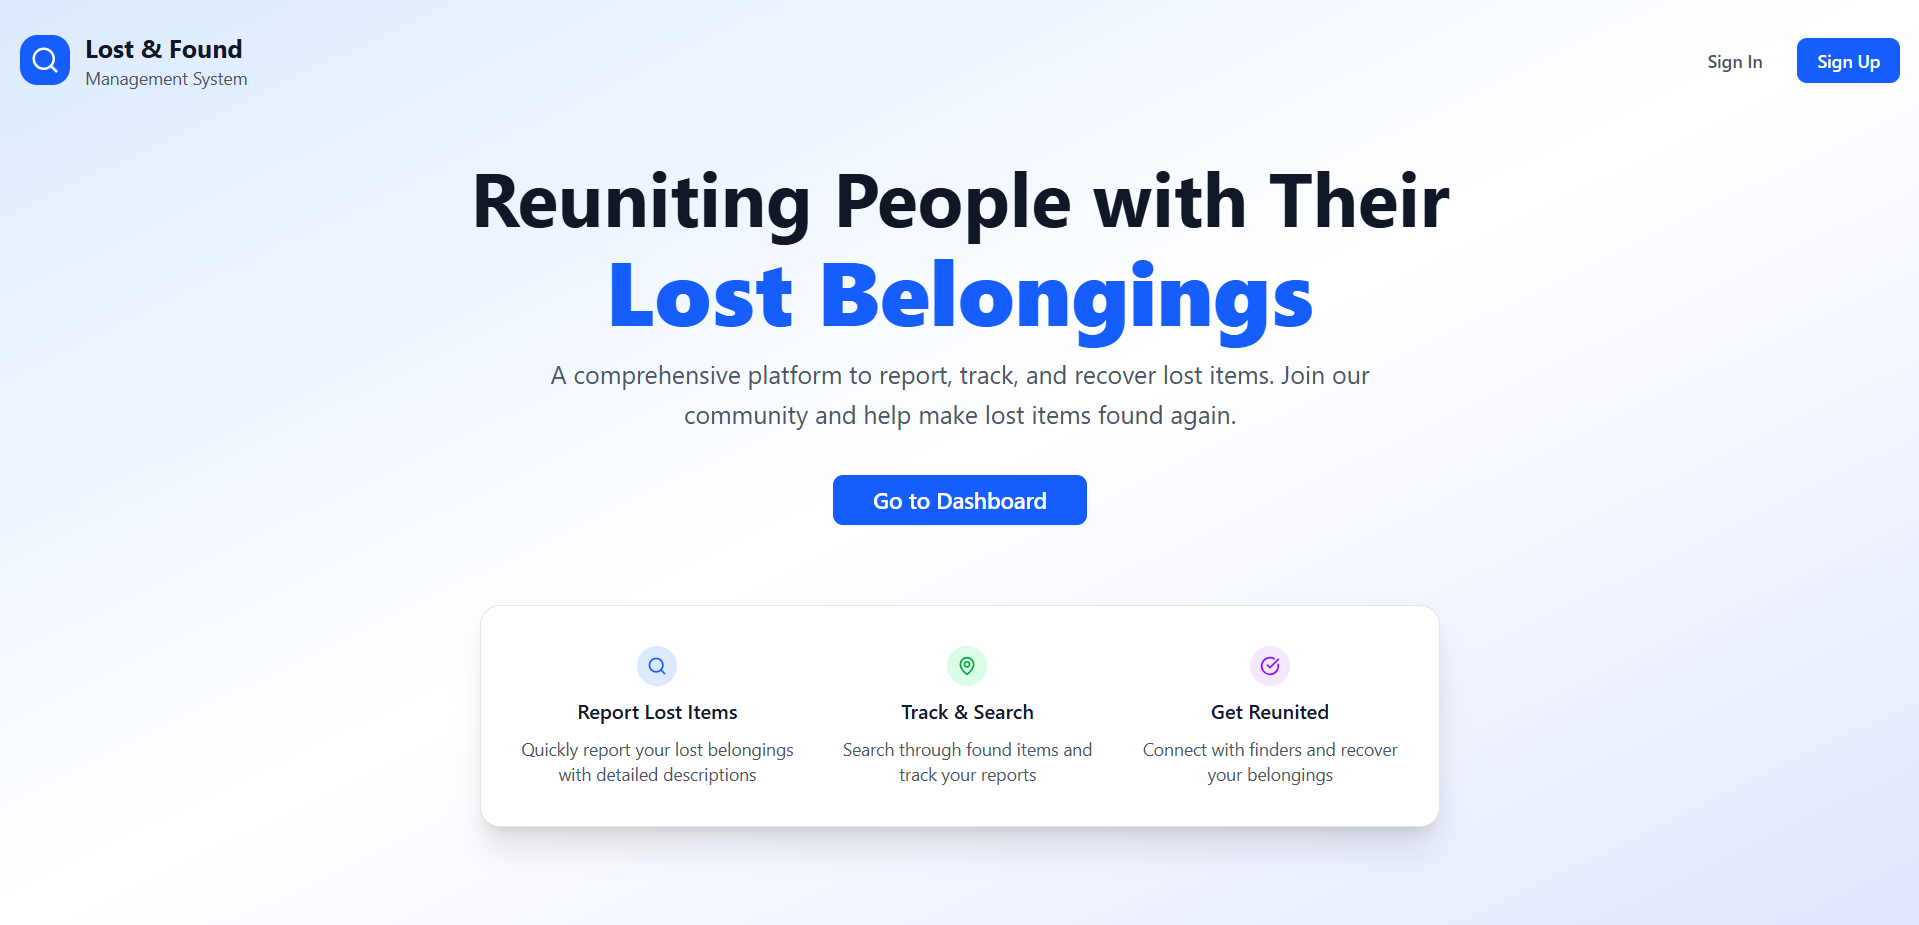 Lost & Found
Management System
Sign In
Sign Up
Reuniting People with Their
Lost Belongings
A comprehensive platform to report, track, and recover lost items. Join our
community and help make lost items found again.
Go to Dashboard
Report Lost Items
Quickly report your lost belongings
with detailed descriptions
Track & Search
Search through found items and
track your reports
Get Reunited
Connect with finders and recover
your belongings